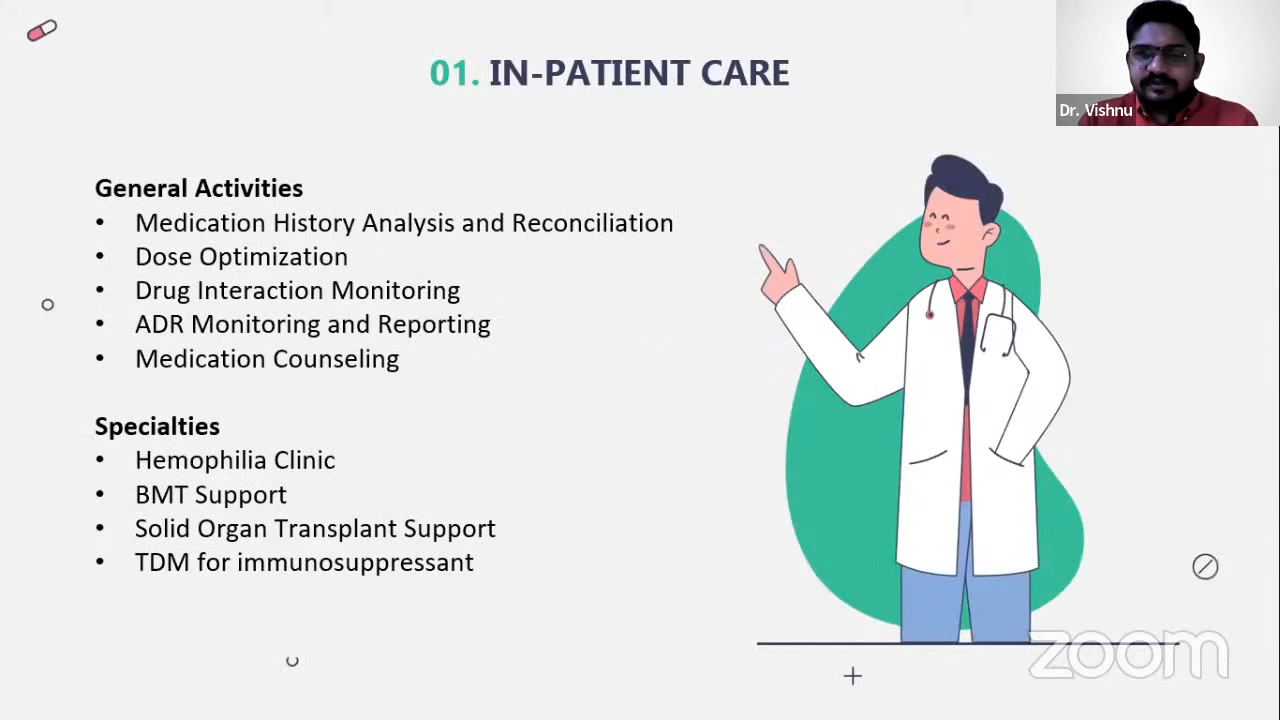 01. IN-PATIENT CARE
Dr. Vishnu
General Activities
• Medication History Analysis and Reconciliation
• Dose Optimization
• Drug Interaction Monitoring
• ADR Monitoring and Reporting
• Medication Counseling
Specialties
• Hemophilia Clinic
• BMT Support
• Solid Organ Transplant Support
• TDM for immunosuppressant
zoom